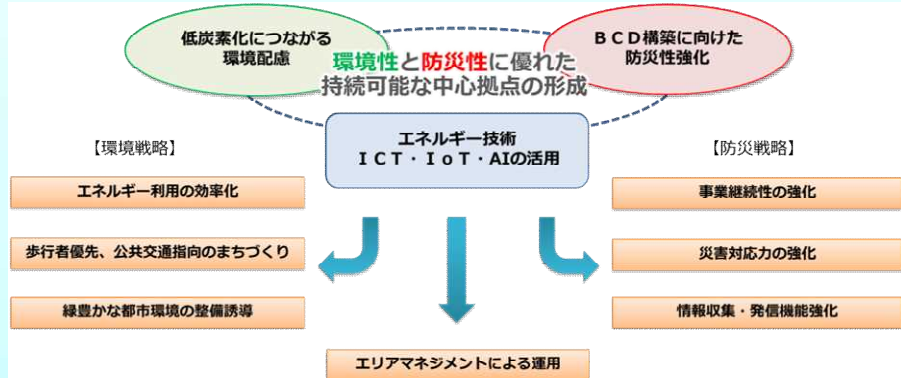 低炭素化につながる
環境配慮
BCD構築に向けた
防災性強化
環境性と防災性に優れた
持続可能な中心拠点の形成
エネルギー技術
ICT・IoT・AIの活用
【環境戦略】
エネルギー利用の効率化
歩行者優先、公共交通指向のまちづくり
緑豊かな都市環境の整備誘導
【防災戦略】
事業継続性の強化
災害対応力の強化
情報収集・発信機能強化
エリアマネジメントによる運用